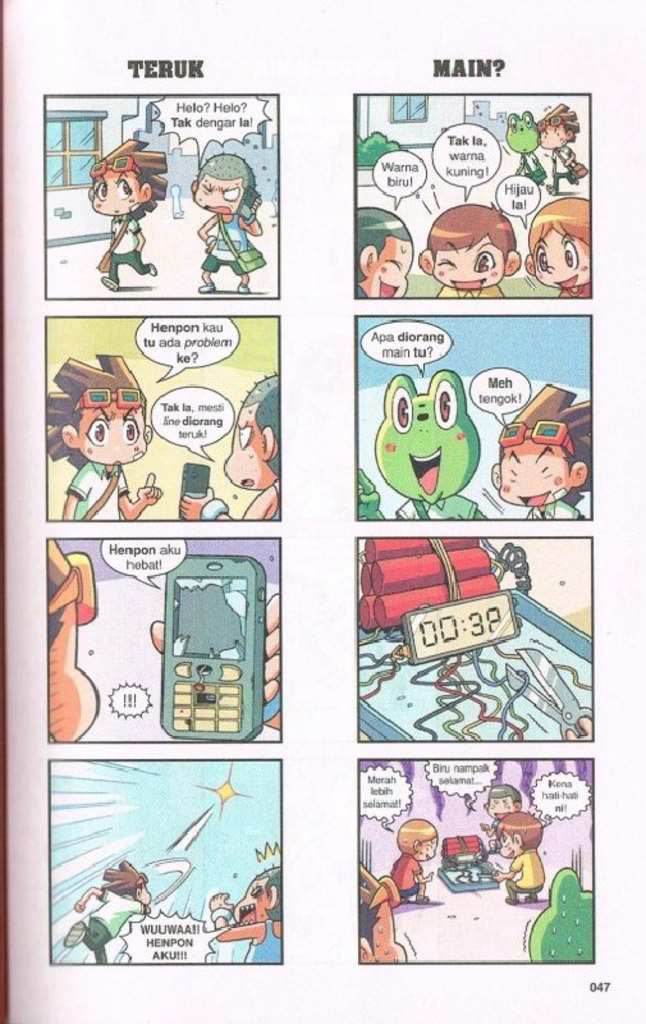 TERUK
Helo? Helo?
Tak dengar la!
Henpon kau
tu ada problem
ke?
Tak la, mesti
line diorang
teruk!
Henpon aku
hebat!
!!!
WUUWAA!!
HENPON
AKU!!!
MAIN?
Warna
biru!
Tak la,
warna
kuning!
Hijau
la!
Apa diorang
main tu?
Meh
tengok!
00:32
Merah
lebih
selamat!
Biru nampak
selamat...
Kena
hati-hati
ni!
047